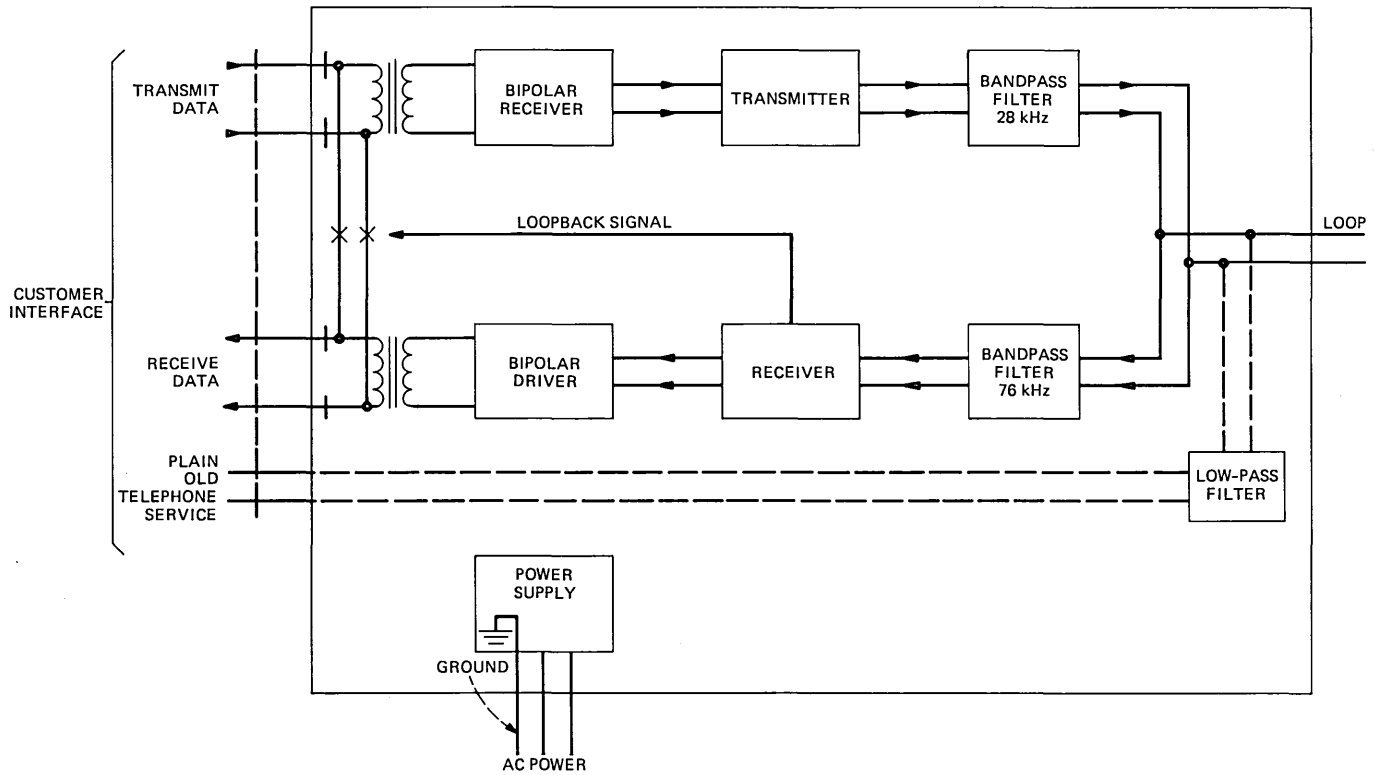 TRANSMIT
DATA
BIPOLAR
RECEIVER
TRANSMITTER
BANDPASS
FILTER
28 kHz
LOOPBACK SIGNAL
LOOP
CUSTOMER
INTERFACE
RECEIVE
DATA
BIPOLAR
DRIVER
RECEIVER
BANDPASS
FILTER
76 kHz
PLAIN
OLD
TELEPHONE
SERVICE
LOW-PASS
FILTER
POWER
SUPPLY
GROUND
AC POWER